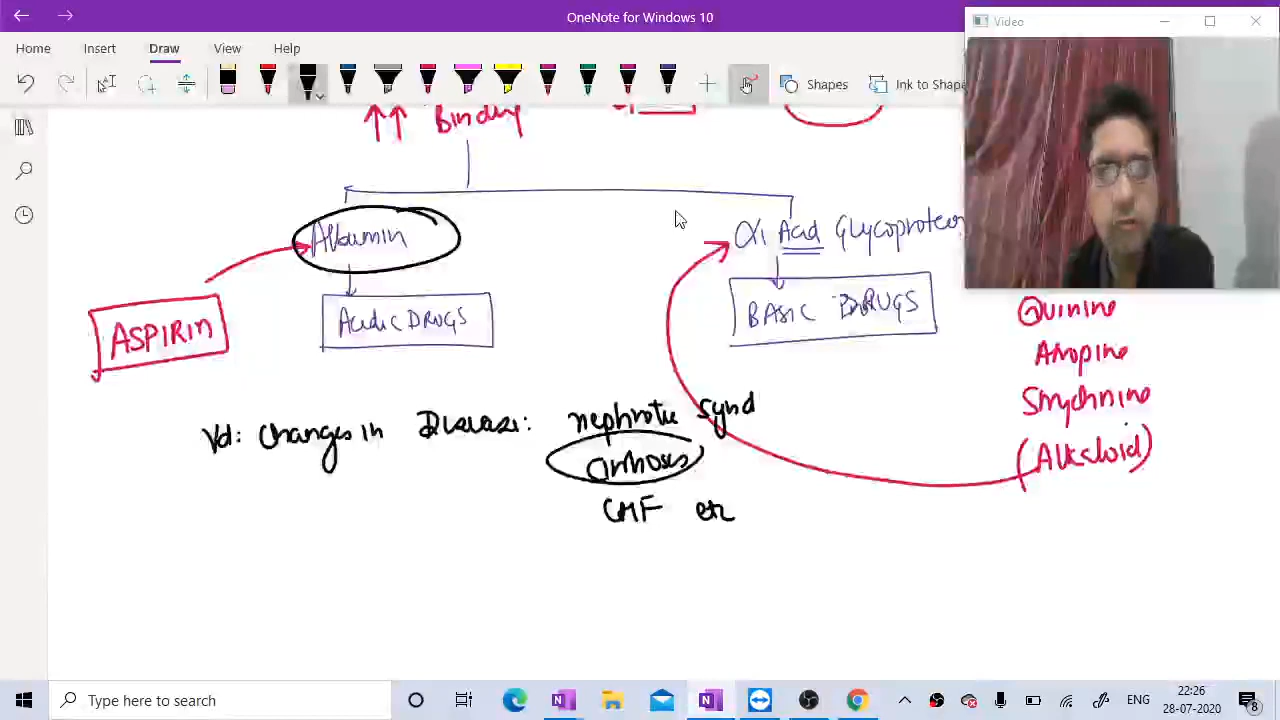 OneNote for Windows 10
Video
Home Insert Draw View Help
Shapes
Ink to Shape
↑↑ Binding
Albumin
α1 Acid Glycoprotein
ASPIRIN
Acidic DRUGS
BASIC DRUGS
Quinine
Atropine
Strychnine
(Alkaloid)
Vd: Changes in Disease: nephrotic synd
Cirrhosis
CHF etc
Type here to search
ENG
22:26
28-07-2020
8